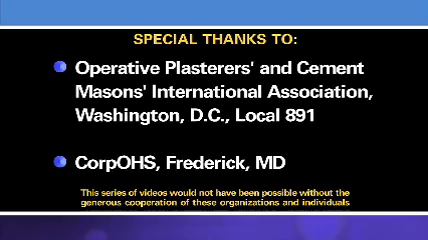 SPECIAL THANKS TO:
Operative Plasterers' and Cement
Masons' International Association,
Washington, D.C., Local 891
CorpOHS, Frederick, MD
This series of videos would not have been possible without the
generous cooperation of these organizations and individuals